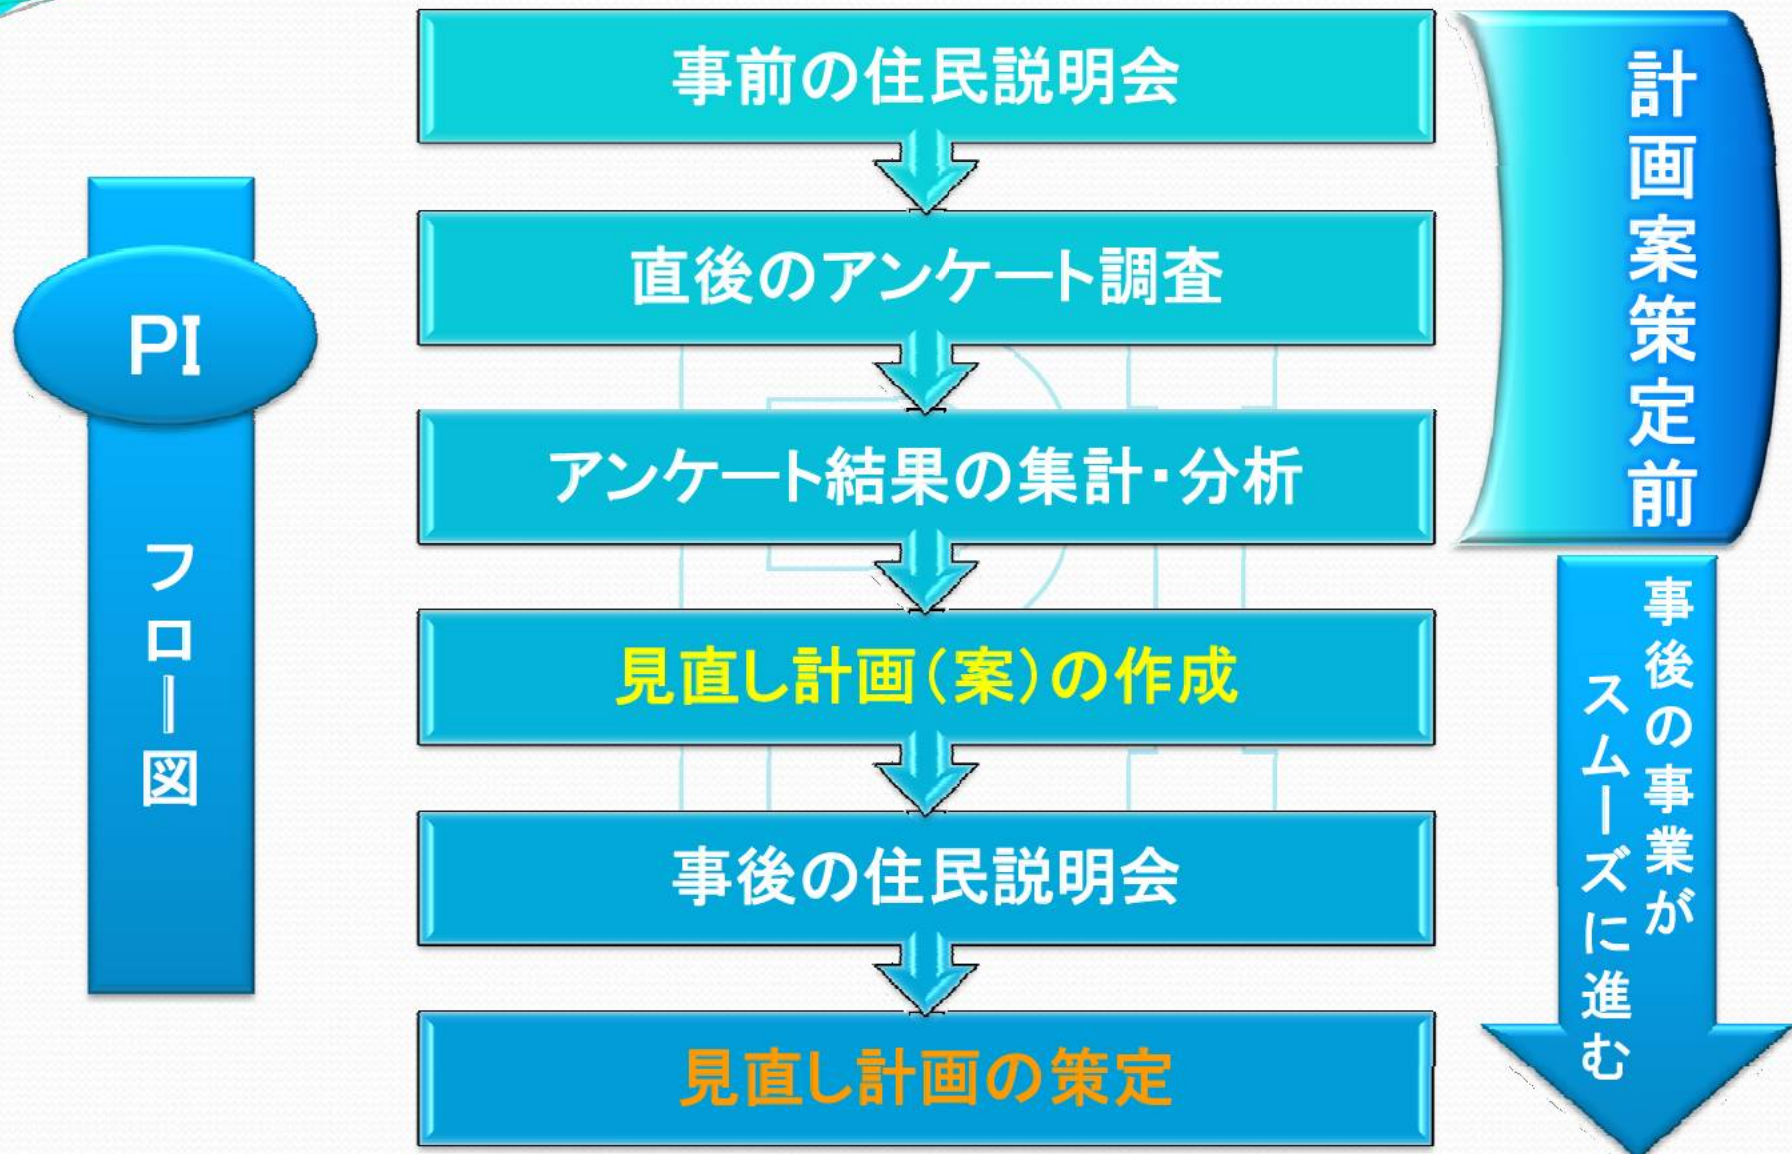 事前の住民説明会
直後のアンケート調査
アンケート結果の集計・分析
見直し計画(案)の作成
事後の住民説明会
見直し計画の策定
PI
フロー図
計画案策定前
事後の事業が
スムーズに進む